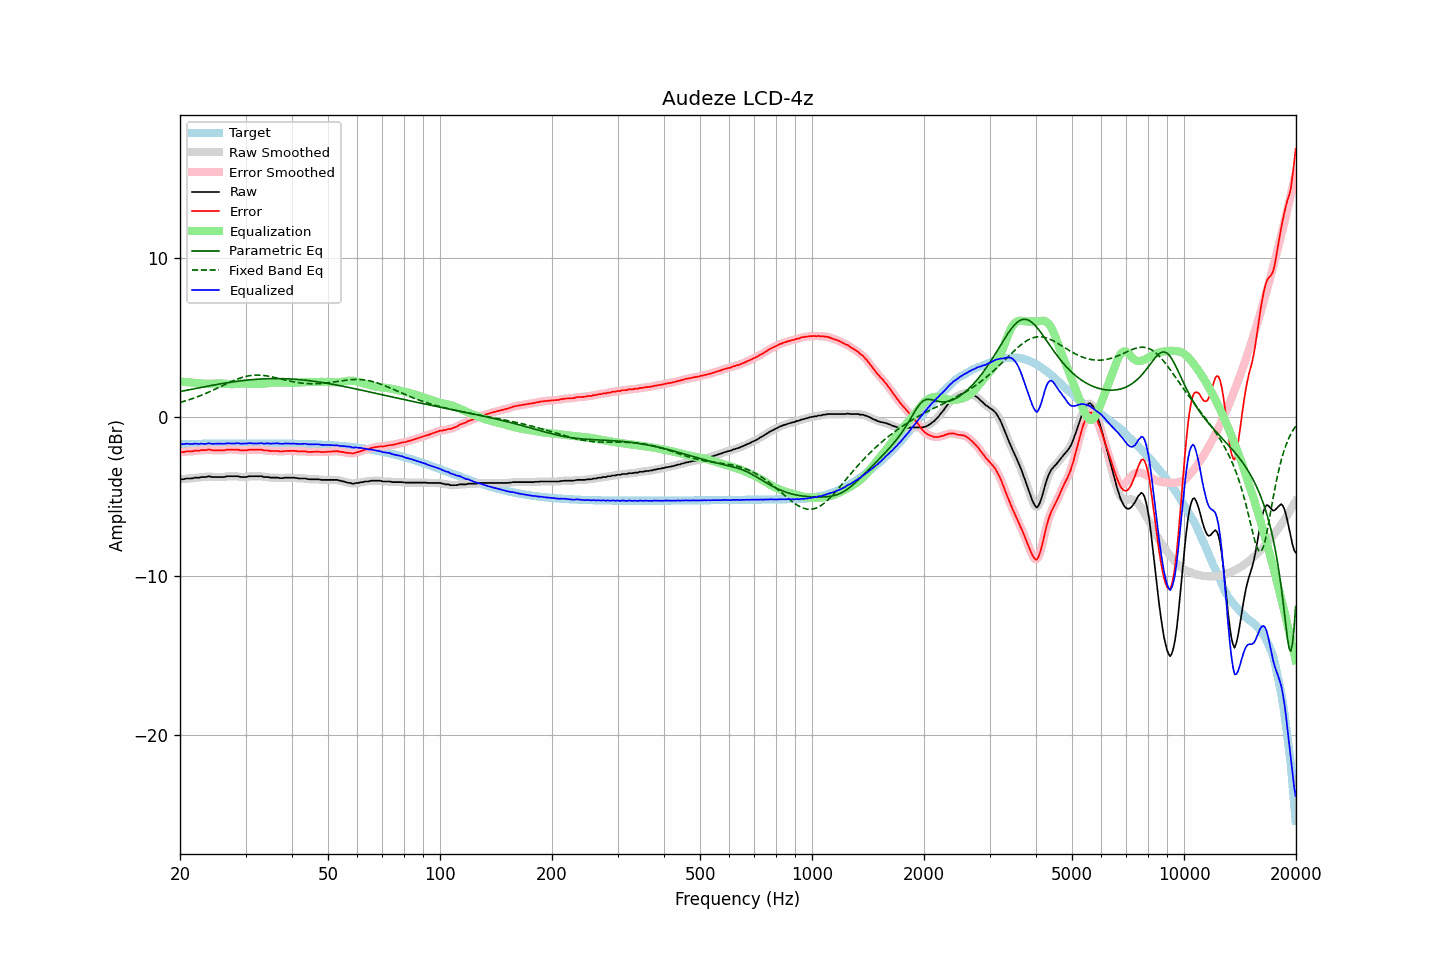 Audeze LCD-4z
Target
Raw Smoothed
Error Smoothed
Raw
Error
Equalization
Parametric Eq
Fixed Band Eq
Equalized
Amplitude (dBr)
10
0
−10
−20
20
50
100
200
500
1000
2000
5000
10000
20000
Frequency (Hz)